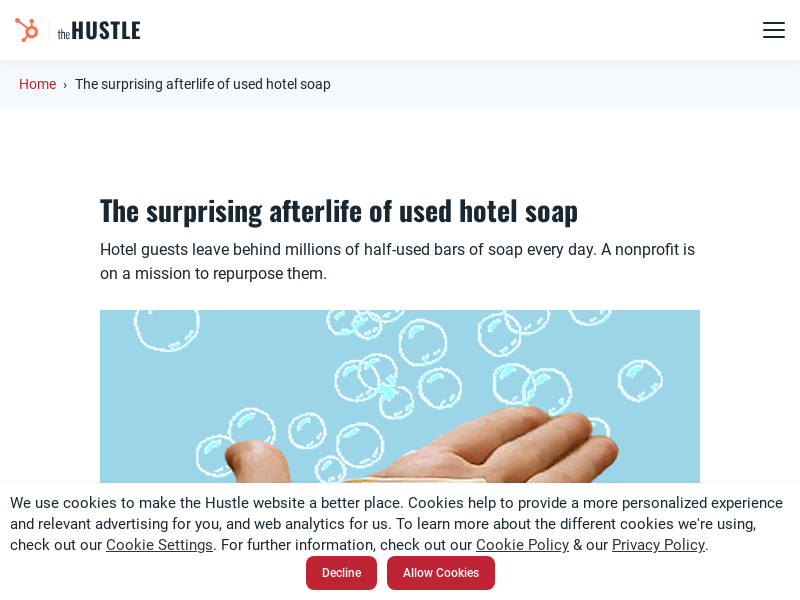 the HUSTLE
Home › The surprising afterlife of used hotel soap
The surprising afterlife of used hotel soap
Hotel guests leave behind millions of half-used bars of soap every day. A nonprofit is
on a mission to repurpose them.
We use cookies to make the Hustle website a better place. Cookies help to provide a more personalized experience
and relevant advertising for you, and web analytics for us. To learn more about the different cookies we're using,
check out our Cookie Settings. For further information, check out our Cookie Policy & our Privacy Policy.
Decline Allow Cookies